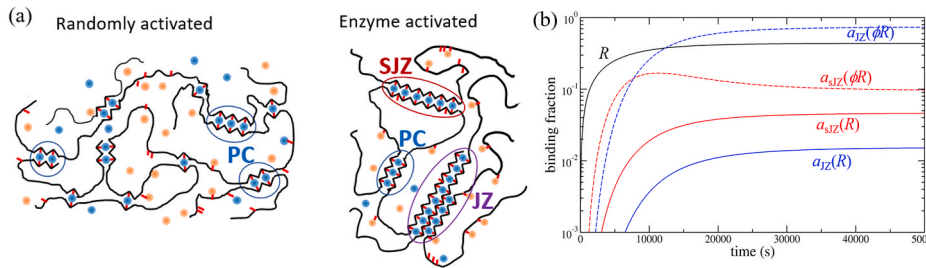 (a)
Randomly activated
Enzyme activated
SJZ
PC
PC
PC
JZ
(b)
binding fraction
10^0
10^-1
10^-2
10^-3
R
a_JZ(ϕR)
a_sJZ(ϕR)
a_sJZ(R)
a_JZ(R)
0
10000
20000
30000
40000
500
time (s)